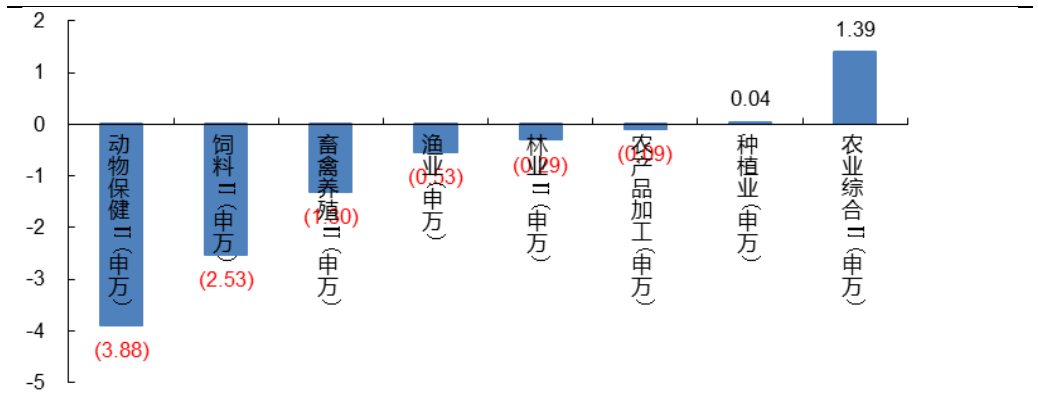 2
1
0
-1
-2
-3
-4
-5
(3.88)
(2.53)
(1.30)
(0.53)
(0.29)
(0.09)
0.04
1.39
动物保健Ⅱ(申万)
饲料Ⅱ(申万)
畜禽养殖Ⅱ(申万)
渔业(申万)
林业Ⅱ(申万)
农产品加工(申万)
种植业(申万)
农业综合Ⅱ(申万)